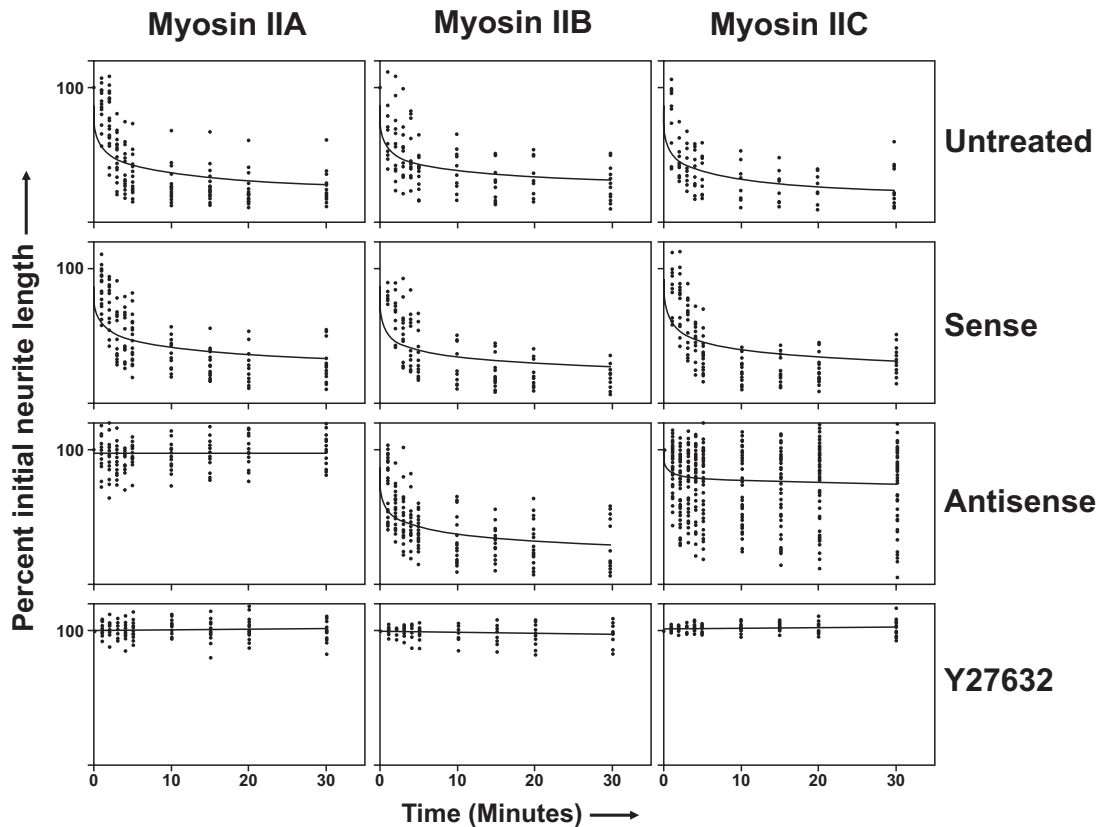 Myosin IIA Myosin IIB Myosin IIC
100
Untreated
100
Sense
100
Antisense
100
Y27632
0 10 20 30 0 10 20 30 0 10 20 30
Percent initial neurite length
Time (Minutes)